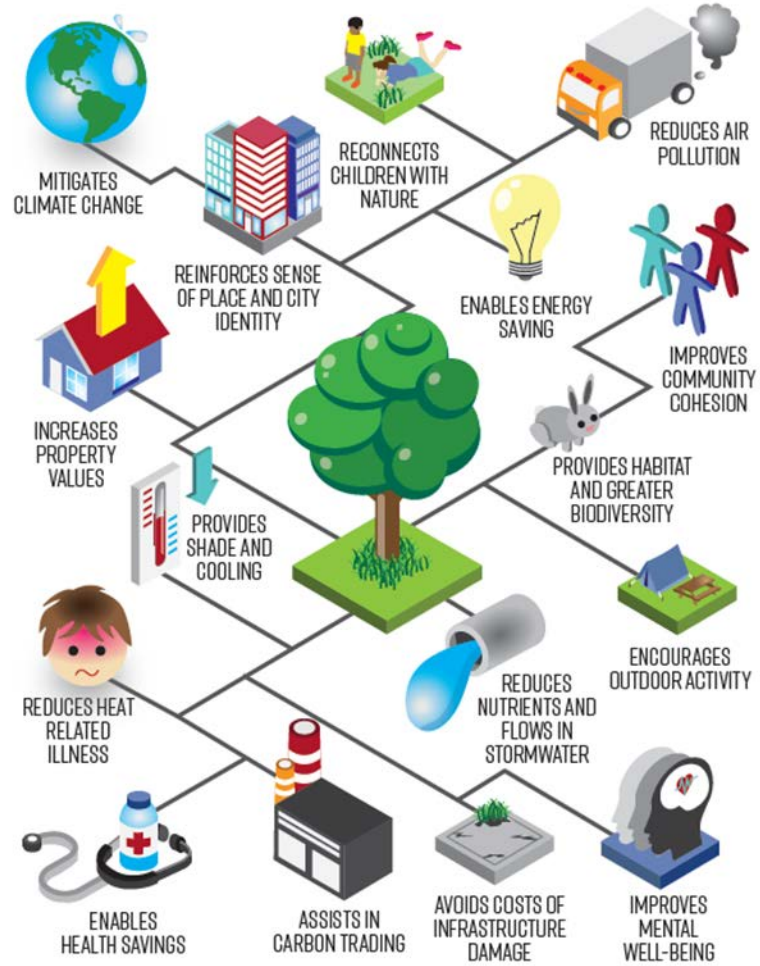 MITIGATES
CLIMATE CHANGE
RECONNECTS
CHILDREN WITH
NATURE
REDUCES AIR
POLLUTION
REINFORCES SENSE
OF PLACE AND CITY
IDENTITY
ENABLES ENERGY
SAVING
IMPROVES
COMMUNITY
COHESION
INCREASES
PROPERTY
VALUES
PROVIDES HABITAT
AND GREATER
BIODIVERSITY
PROVIDES
SHADE AND
COOLING
ENCOURAGES
OUTDOOR ACTIVITY
REDUCES HEAT
RELATED
ILLNESS
REDUCES
NUTRIENTS AND
FLOWS IN
STORMWATER
ENABLES
HEALTH SAVINGS
ASSISTS IN
CARBON TRADING
AVOIDS COSTS OF
INFRASTRUCTURE
DAMAGE
IMPROVES
MENTAL
WELL-BEING